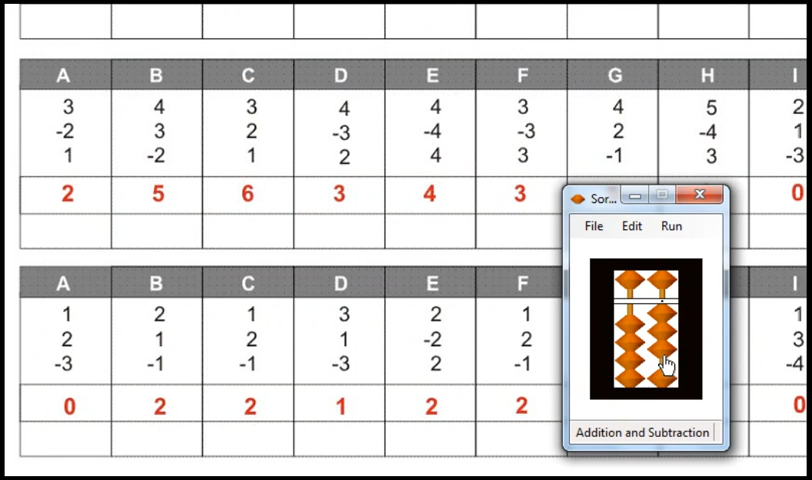 A B C D E F G H I
3 4 3 4 4 3 4 5 2
-2 3 2 -3 -4 -3 2 -4 1
1 -2 1 2 4 3 -1 3 -3
2 5 6 3 4 3 0
Sor...
File Edit Run
A B C D E F I
1 2 1 3 2 1 1
2 1 2 1 -2 2 3
-3 -1 -1 -3 2 -1 -4
0 2 2 1 2 2 0
Addition and Subtraction